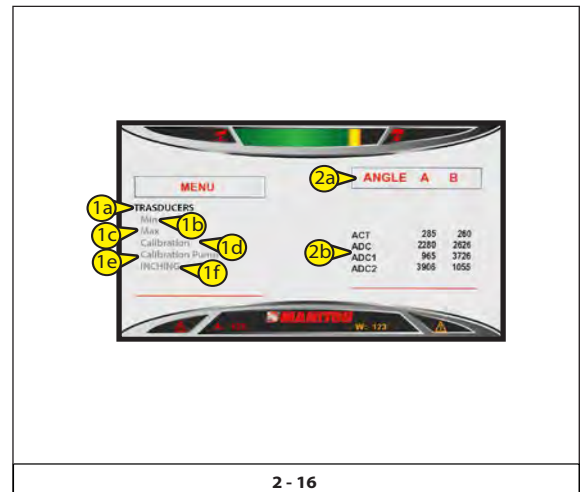 2a ANGLE A B
MENU
1a TRASDUCERS
Min 1b
1c Max
Calibration 1d
1e Calibration Pump
INCHING 1f
2b
ACT 285 260
ADC 2280 2626
ADC1 965 3726
ADC2 3906 1055
MANITOU
W: 173
2 - 16